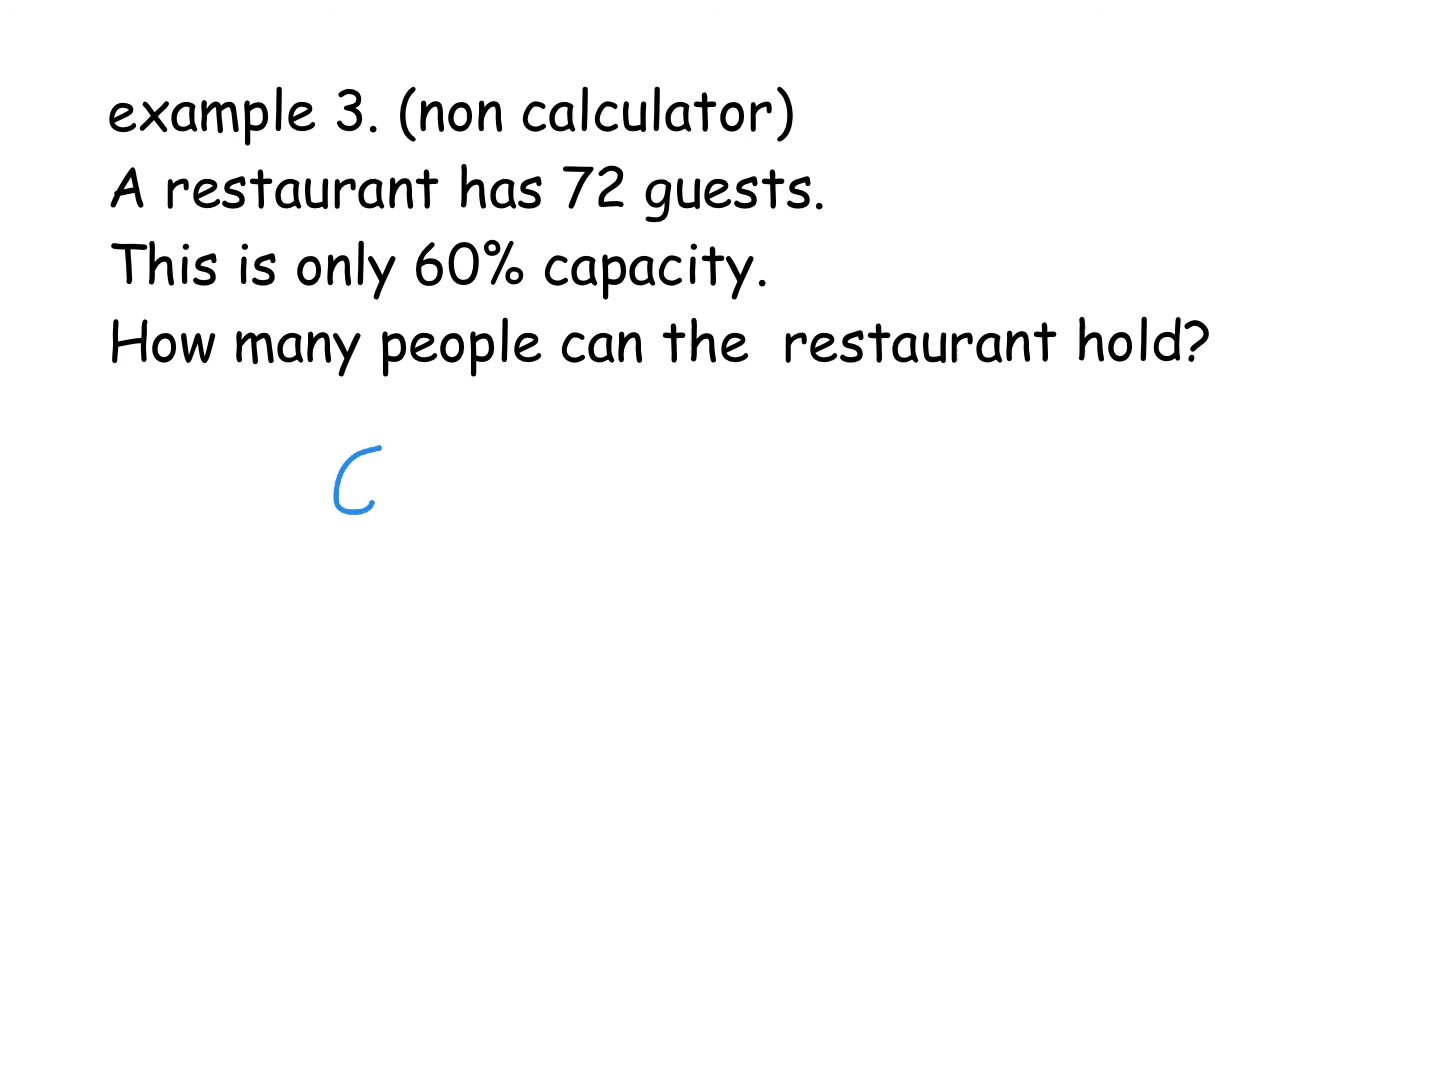 example 3. (non calculator)
A restaurant has 72 guests.
This is only 60% capacity.
How many people can the  restaurant hold?
C